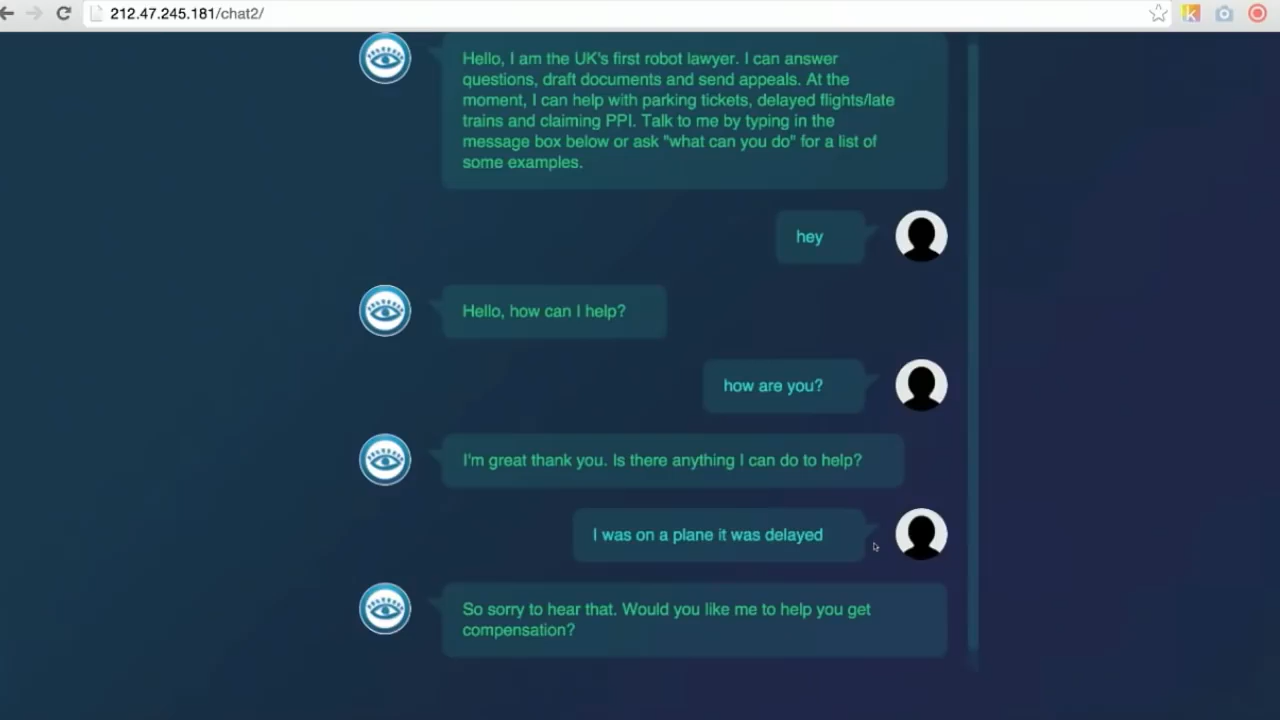 212.47.245.181/chat2/
Hello, I am the UK's first robot lawyer. I can answer
questions, draft documents and send appeals. At the
moment, I can help with parking tickets, delayed flights/late
trains and claiming PPI. Talk to me by typing in the
message box below or ask "what can you do" for a list of
some examples.
hey
Hello, how can I help?
how are you?
I'm great thank you. Is there anything I can do to help?
I was on a plane it was delayed
So sorry to hear that. Would you like me to help you get
compensation?